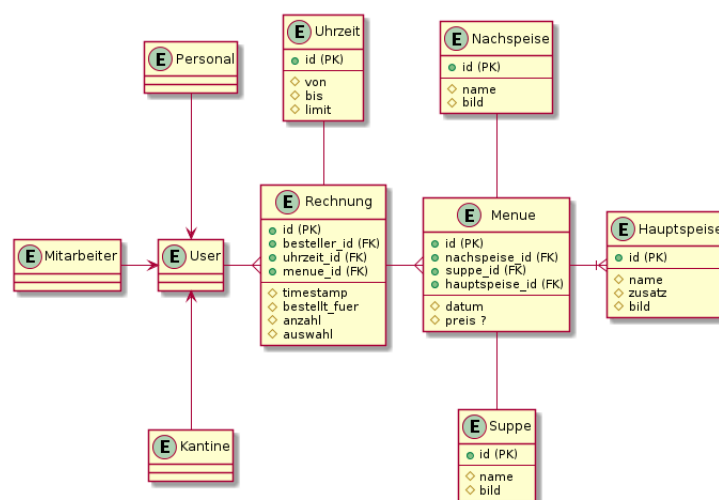 E Uhrzeit
id (PK)
von
bis
limit
E Nachspeise
id (PK)
name
bild
E Personal
E Rechnung
id (PK)
besteller_id (FK)
uhrzeit_id (FK)
menue_id (FK)
timestamp
bestellt_fuer
anzahl
auswahl
E Menue
id (PK)
nachspeise_id (FK)
suppe_id (FK)
hauptspeise_id (FK)
datum
preis ?
E Hauptspeise
id (PK)
name
zusatz
bild
E Mitarbeiter
E User
E Kantine
E Suppe
id (PK)
name
bild